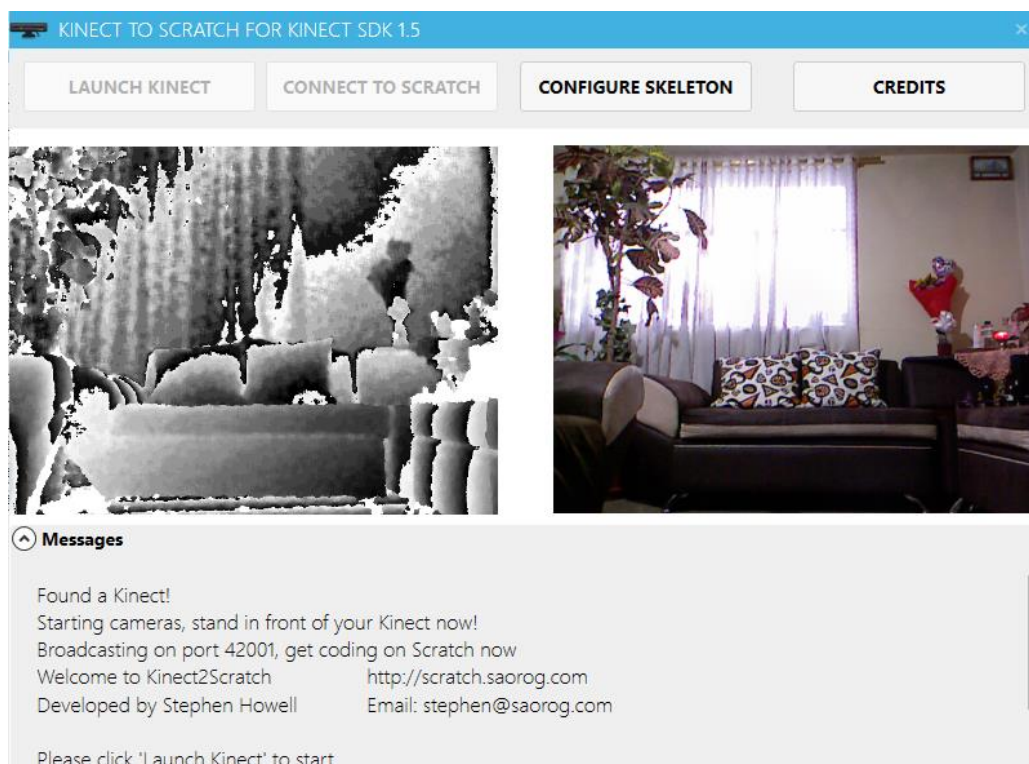 KINECT TO SCRATCH FOR KINECT SDK 1.5
LAUNCH KINECT
CONNECT TO SCRATCH
CONFIGURE SKELETON
CREDITS
Messages
Found a Kinect!
Starting cameras, stand in front of your Kinect now!
Broadcasting on port 42001, get coding on Scratch now
Welcome to Kinect2Scratch http://scratch.saorog.com
Developed by Stephen Howell Email: stephen@saorog.com
Please click 'Launch Kinect' to start